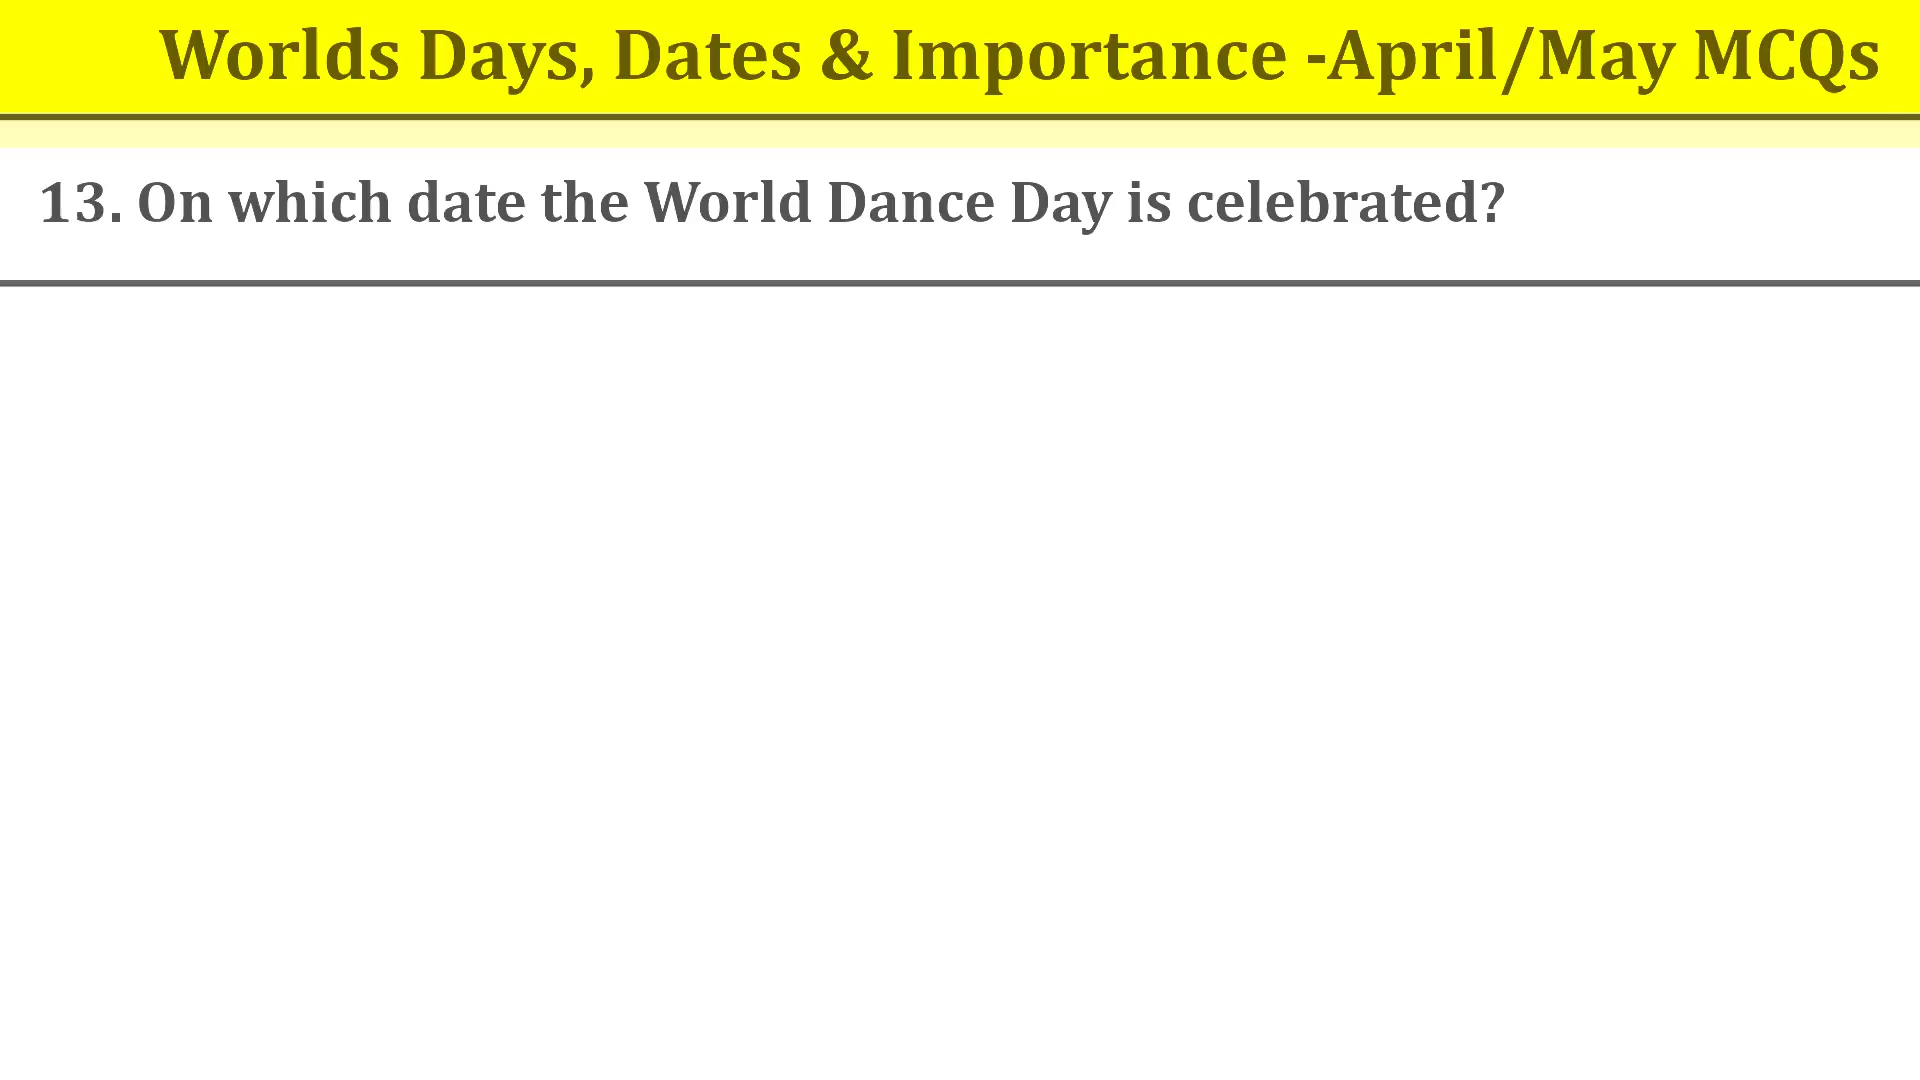 Worlds Days, Dates & Importance -April/May MCQs
13. On which date the World Dance Day is celebrated?